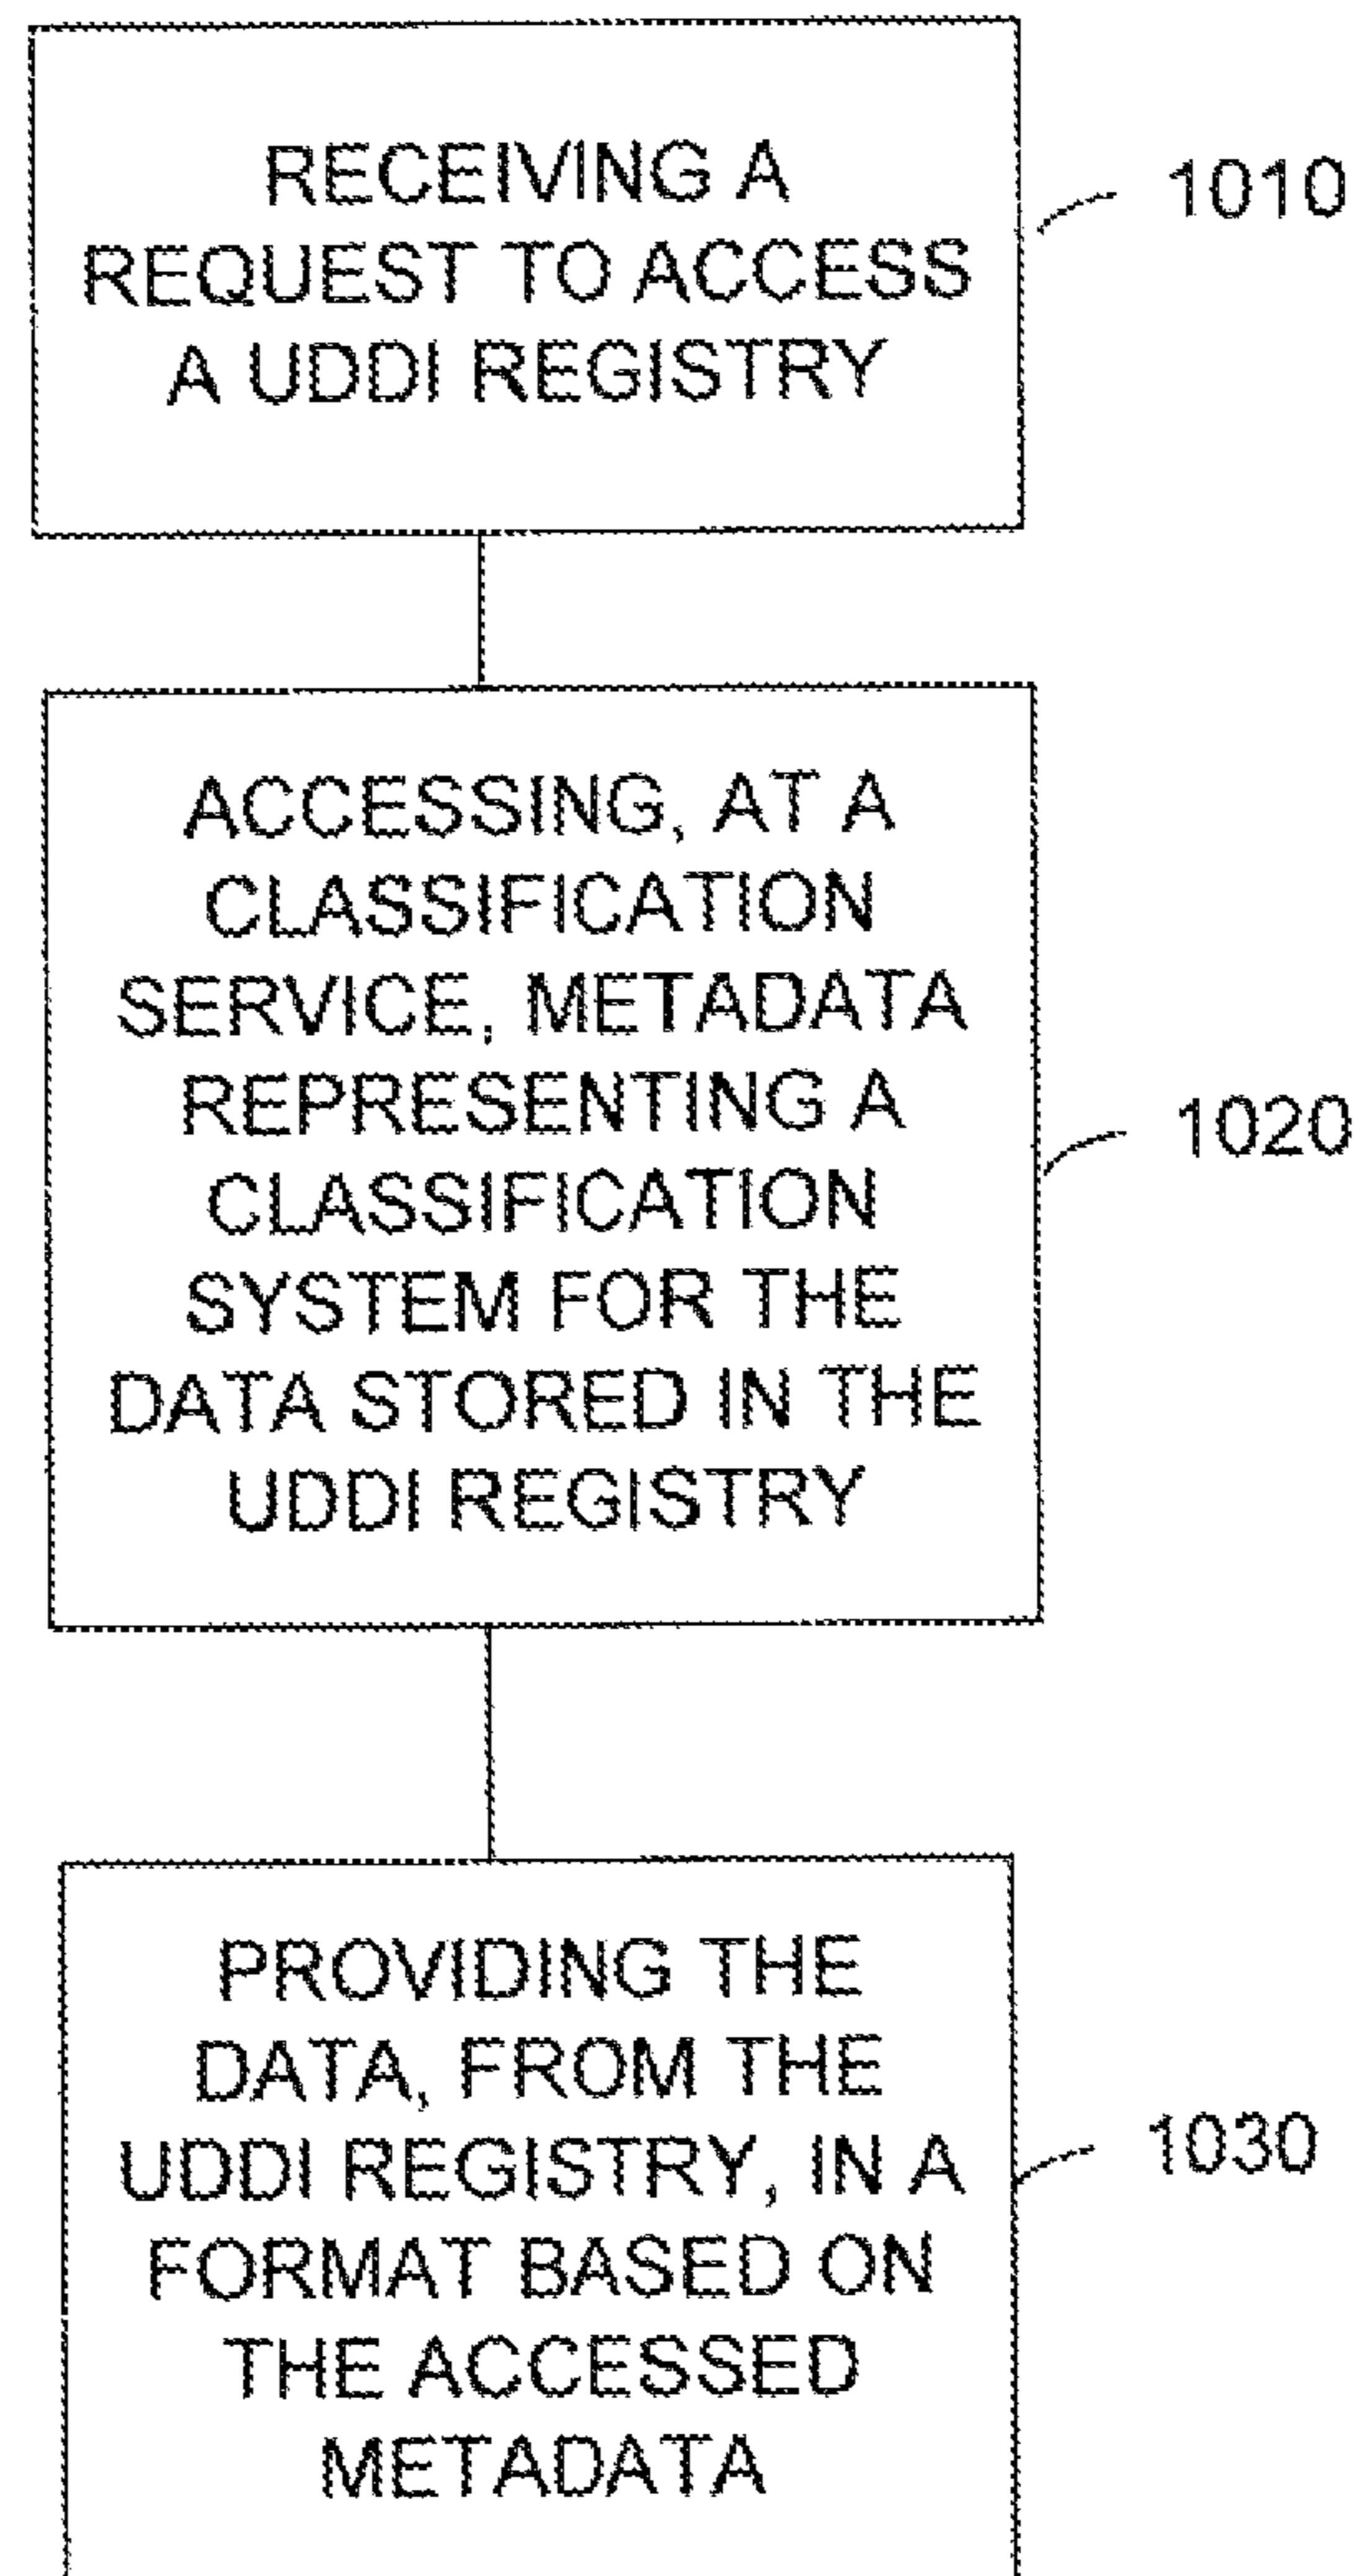 RECEIVING A
REQUEST TO ACCESS
A UDDI REGISTRY
1010
ACCESSING, AT A
CLASSIFICATION
SERVICE, METADATA
REPRESENTING A
CLASSIFICATION
SYSTEM FOR THE
DATA STORED IN THE
UDDI REGISTRY
1020
PROVIDING THE
DATA, FROM THE
UDDI REGISTRY, IN A
FORMAT BASED ON
THE ACCESSED
METADATA
1030